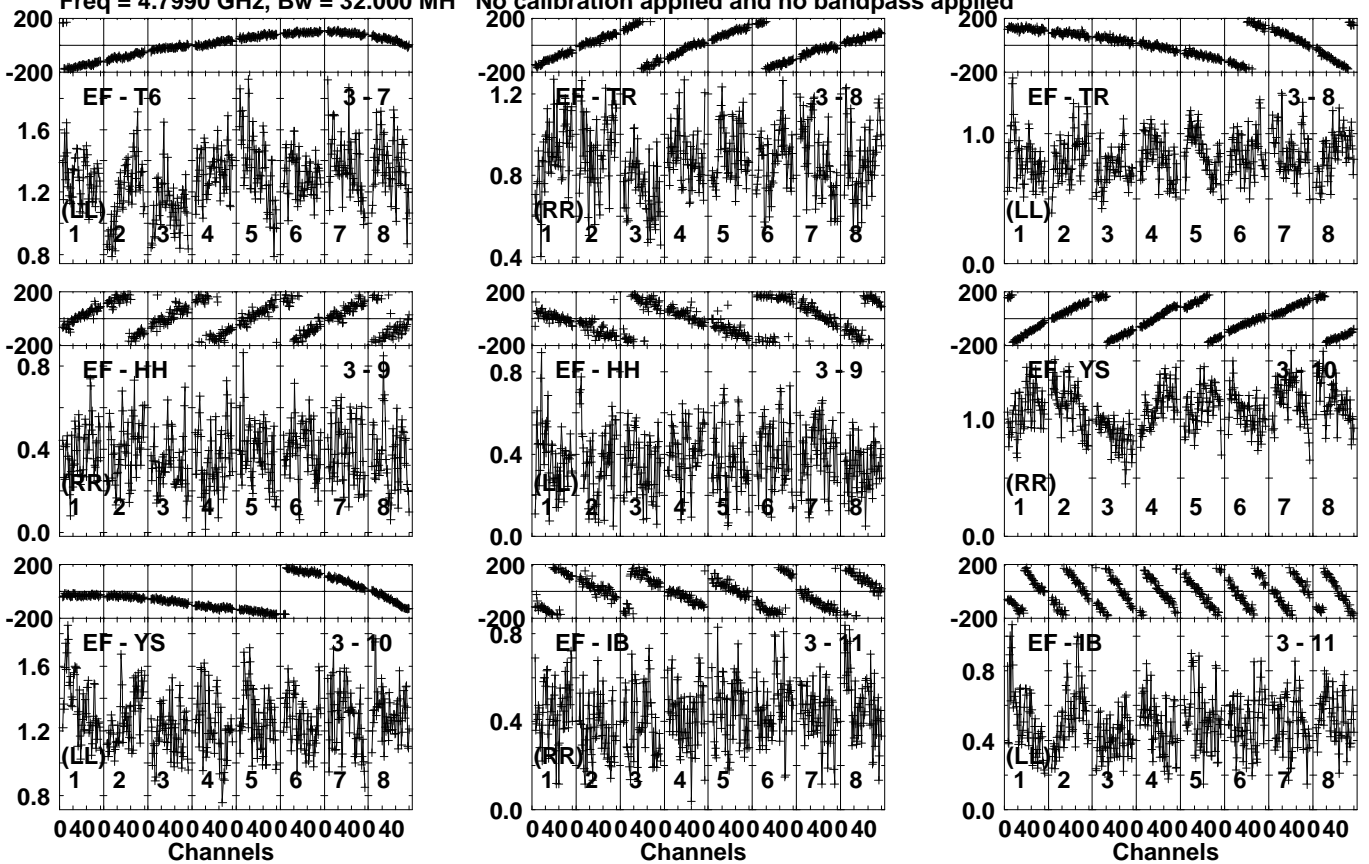 Freq = 4.7990 GHz, Bw = 32.000 MH   No calibration applied and no bandpass applied
200 200 200
-200 -200 -200
EF - T6 3 - 7 EF - TR 3 - 8 EF - TR 3 - 8
1.6 1.2 1.0
1.2 0.8
(LL) (RR) (LL)
1 2 3 4 5 6 7 8 1 2 3 4 5 6 7 8 1 2 3 4 5 6 7 8
0.8 0.4 0.0
200 200 200
-200 -200 -200
EF - HH 3 - 9 EF - HH 3 - 9 EF - YS 3 - 10
0.8 0.8 1.0
0.4 0.4
(RR) (LL) (RR)
1 2 3 4 5 6 7 8 1 2 3 4 5 6 7 8 1 2 3 4 5 6 7 8
0.0 0.0 0.0
200 200 200
-200 -200 -200
EF - YS 3 - 10 EF - IB 3 - 11 EF - IB 3 - 11
1.6 0.8 0.8
1.2 0.4 0.4
(LL) (RR) (LL)
1 2 3 4 5 6 7 8 1 2 3 4 5 6 7 8 1 2 3 4 5 6 7 8
0.8 0.0 0.0
0 40 0 40 0 40 0 40 0 40 0 40 0 40 0 40 0 40 0 40 0 40 0 40 0 40 0 40 0 40 0 40 0 40 0 40 0 40 0 40 0 40 0 40 0 40 0 40
Channels Channels Channels